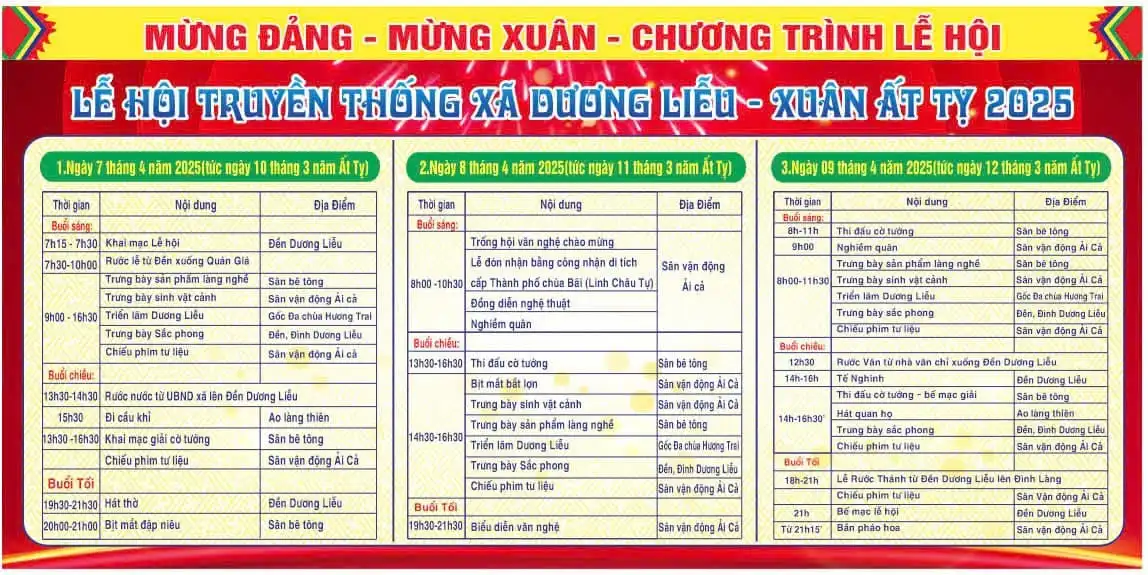 MỪNG ĐẢNG - MỪNG XUÂN - CHƯƠNG TRÌNH LỄ HỘI
LỄ HỘI TRUYỀN THỐNG XÃ DƯƠNG LIỄU - XUÂN ẤT TỴ 2025
1.Ngày 7 tháng 4 năm 2025(tức ngày 10 tháng 3 năm Ất Tỵ)
Thời gian Nội dung Địa Điểm
Buổi sáng:
7h15 - 7h30 Khai mạc Lễ hội Đền Dương Liễu
7h30-10h00 Rước lễ từ Đền xuống Quán Giá
9h00 - 16h30 Trưng bày sản phẩm làng nghề Sân bê tông
Trưng bày sinh vật cảnh Sân vận động Ải cả
Triển lãm Dương Liễu Gốc Đa chùa Hương Trai
Trưng bày Sắc phong Đền, Đình Dương Liễu
Chiếu phim tư liệu Sân vận động Ải cả
Buổi chiều:
13h30-14h30 Rước nước từ UBND xã lên Đền Dương Liễu
15h30 Đi cầu khỉ Ao làng thiên
13h30 -16h30 Khai mạc giải cờ tướng Sân bê tông
Chiếu phim tư liệu Sân vận động Ải Cả
Buổi Tối
19h30-21h30 Hát thờ Đền Dương Liễu
20h00-21h00 Bịt mắt đập niêu Sân bê tông
2.Ngày 8 tháng 4 năm 2025(tức ngày 11 tháng 3 năm Ất Tỵ)
Thời gian Nội dung Địa Điểm
Buổi sáng:
8h00 -10h30 Trống hội văn nghệ chào mừng Sân vận động Ải cả
Lễ đón nhận bằng công nhận di tích
cấp Thành phố chùa Bãi (Linh Châu Tự)
Đồng diễn nghệ thuật
Nghiềm quân
Buổi chiều:
13h30-16h30 Thi đấu cờ tướng Sân bê tông
14h30-16h30 Bịt mắt bắt lợn Sân vận động Ải Cả
Trưng bày sinh vật cảnh Sân vận động Ải Cả
Trưng bày sản phẩm làng nghề Sân bê tông
Triển lãm Dương Liễu Gốc Đa chùa Hương Trai
Trưng bày Sắc phong Đền, Đình Dương Liễu
Chiếu phim tư liệu Sân vận động Ải Cả
Buổi Tối
19h30-21h30 Biểu diễn văn nghệ Sân vận động Ải Cả
3.Ngày 09 tháng 4 năm 2025(tức ngày 12 tháng 3 năm Ất Tỵ)
Thời gian Nội dung Địa Điểm
Buổi sáng:
8h-11h Thi đấu cờ tướng Sân bê tông
9h00 Nghiềm quân Sân vận động Ải Cả
8h00-11h30 Trưng bày sản phẩm làng nghề Sân bê tông
Trưng bày sinh vật cảnh Sân vận động Ải Cả
Triển lãm Dương Liễu Gốc Đa chùa Hương Trai
Trưng bày sắc phong Đền, Đình Dương Liễu
Chiếu phim tư liệu Sân vận động Ải Cả
Buổi chiều:
12h30 Rước Văn từ nhà văn chỉ xuống Đền Dương Liễu
14h-16h Tế Nghinh Đền Dương Liễu
14h-16h30' Thi đấu cờ tướng - bế mạc giải Sân bê tông
Hát quan họ Ao làng thiên
Trưng bày sắc phong Đền, Đình Dương Liễu
Chiếu phim tư liệu Sân vận động Ải Cả
Buổi Tối
18h-21h Lễ Rước Thánh từ Đền Dương Liễu lên Đình Làng
Chiếu phim tư liệu Sân Vận động Ải Cả
21h Bế mạc lễ hội Đền Dương Liễu
Từ 21h15' Bắn pháo hoa Sân vận động Ải Cả